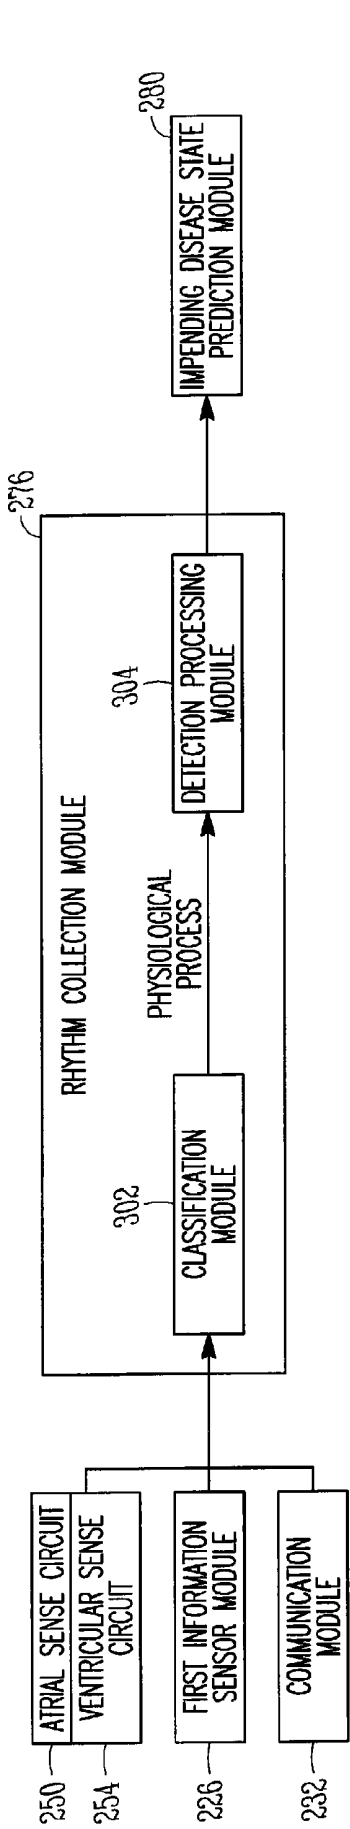 250
ATRIAL SENSE CIRCUIT
254
VENTRICULAR SENSE
CIRCUIT
226
FIRST INFORMATION
SENSOR MODULE
232
COMMUNICATION
MODULE
276
RHYTHM COLLECTION MODULE
302
CLASSIFICATION
MODULE
PHYSIOLOGICAL
PROCESS
304
DETECTION PROCESSING
MODULE
280
IMPENDING DISEASE STATE
PREDICTION MODULE